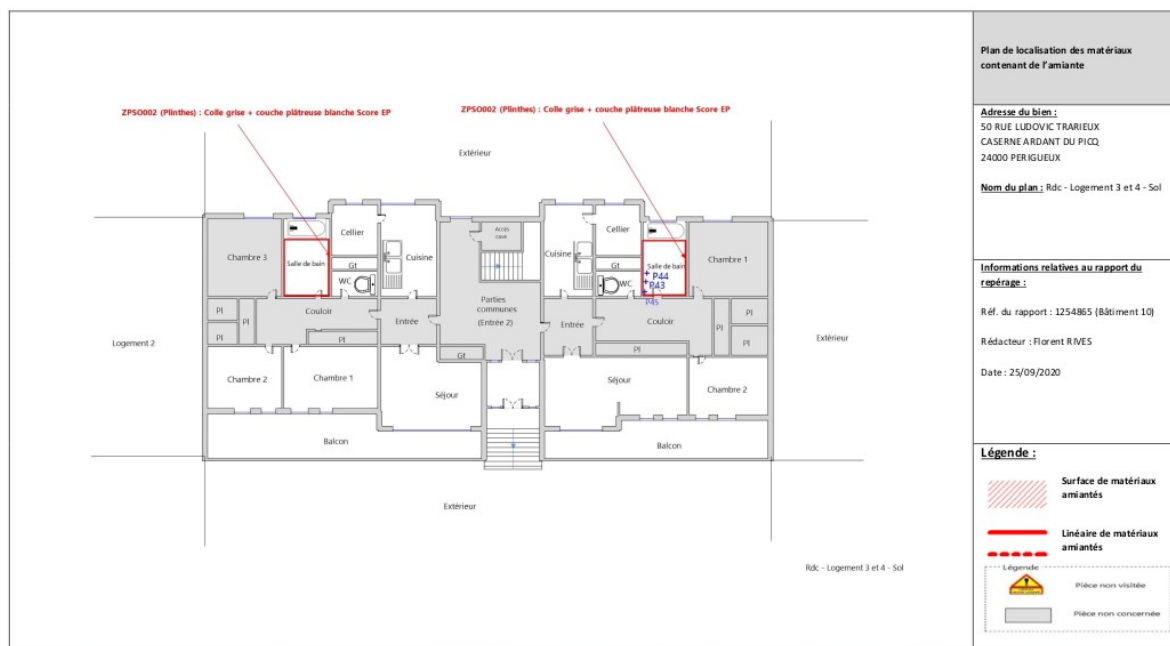 Plan de localisation des matériaux
contenant de l'amiante
ZPSO002 (Plinthes) : Colle grise + couche plâtreuse blanche Score EP
ZPSO002 (Plinthes) : Colle grise + couche plâtreuse blanche Score EP
Adresse du bien :
50 RUE LUDOVIC TRARIEUX
CASERNE ARDANT DU PICQ
24000 PERIGUEUX
Nom du plan : Rdc - Logement 3 et 4 - Sol
Extérieur
Chambre 3
Salle de bain
Cellier
Gt
WC
Cuisine
Accès
cave
Cuisine
Cellier
Gt
WC
Salle de bain
P44
P43
P45
Chambre 1
Parties
communes
(Entrée 2)
Pl
Pl
Pl
Couloir
Pl
Entrée
Gt
Entrée
Couloir
Pl
Pl
Pl
Pl
Logement 2
Extérieur
Chambre 2
Chambre 1
Séjour
Séjour
Chambre 2
Balcon
Balcon
Extérieur
Rdc - Logement 3 et 4 - Sol
Informations relatives au rapport du
repérage :
Réf. du rapport : 1254865 (Bâtiment 10)
Rédacteur : Florent RIVES
Date : 25/09/2020
Légende :
Surface de matériaux
amiantés
Linéaire de matériaux
amiantés
Légende
Pièce non visitée
Pièce non concernée